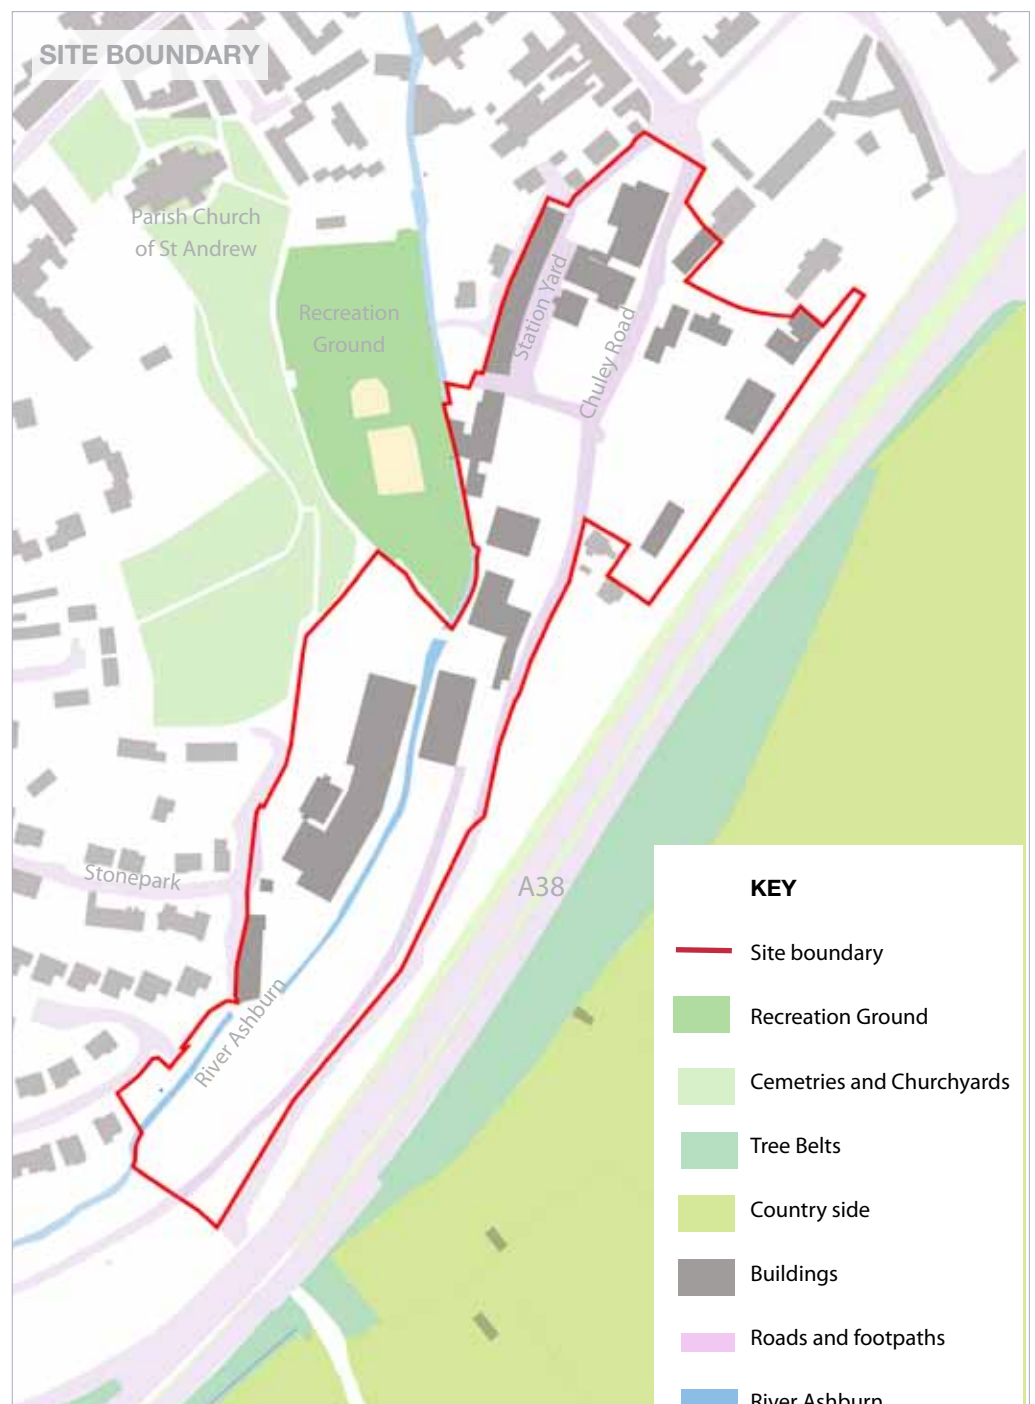 SITE BOUNDARY
Parish Church
of St Andrew
Recreation
Ground
Station Yard
Chuley Road
Stonepark
A38
River Ashburn
KEY
Site boundary
Recreation Ground
Cemetries and Churchyards
Tree Belts
Country side
Buildings
Roads and footpaths
River Ashburn